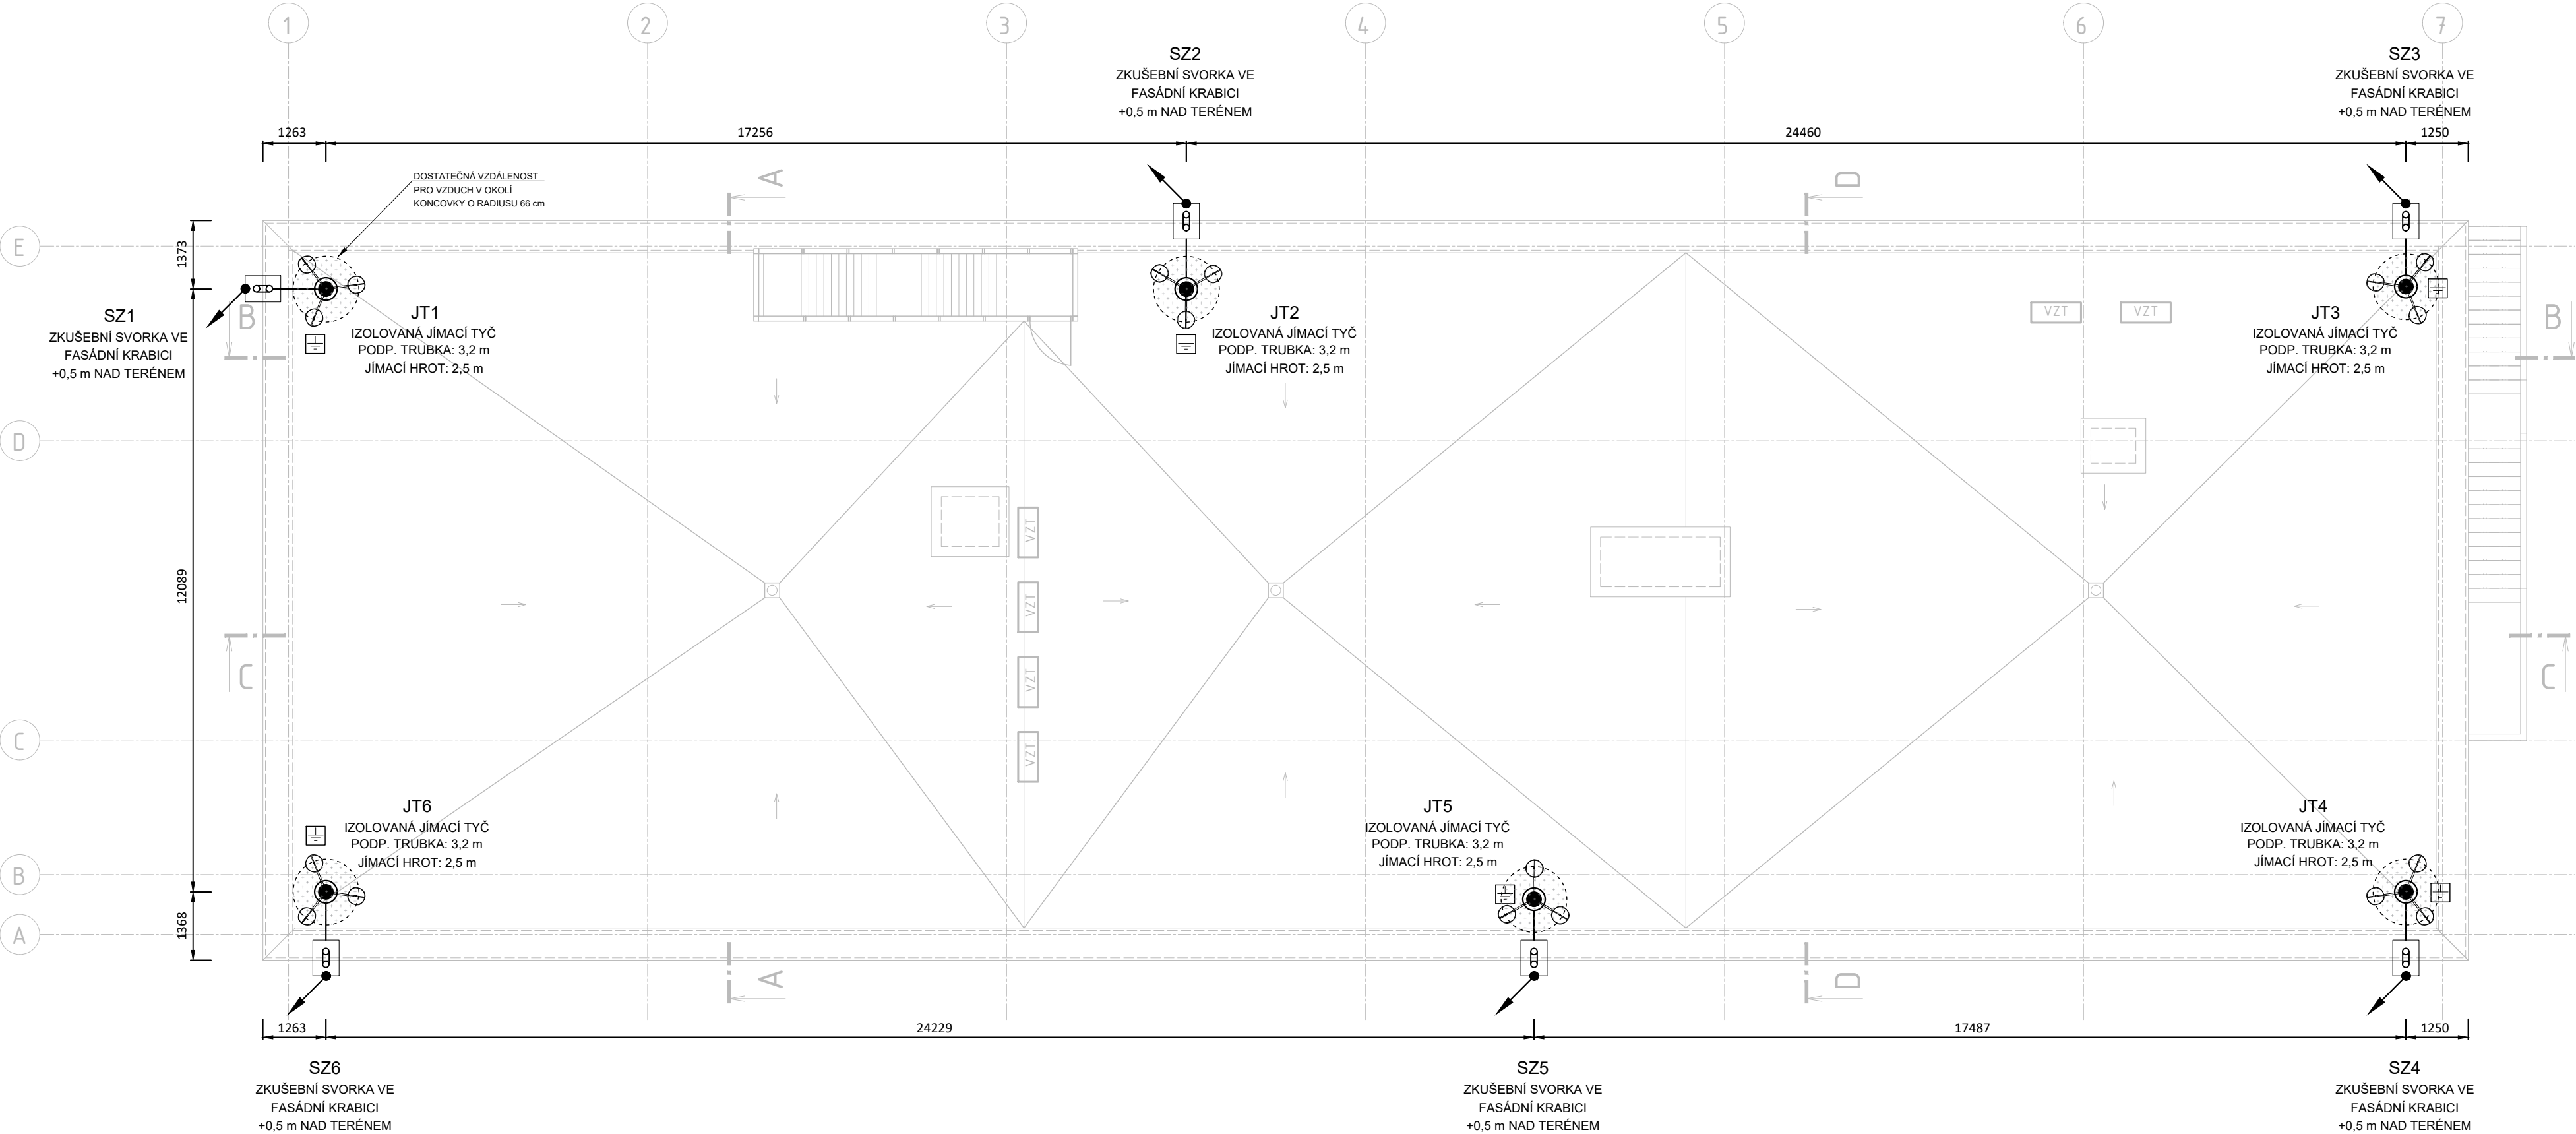 1
2
3
4
5
6
7
SZ2
ZKUŠEBNÍ SVORKA VE
FASÁDNÍ KRABICI
+0,5 m NAD TERÉNEM
SZ3
ZKUŠEBNÍ SVORKA VE
FASÁDNÍ KRABICI
+0,5 m NAD TERÉNEM
1263
17256
24460
1250
DOSTATEČNÁ VZDÁLENOST
PRO VZDUCH V OKOLÍ
KONCOVKY O RADIUSU 66 cm
A
D
E
1373
SZ1
ZKUŠEBNÍ SVORKA VE
FASÁDNÍ KRABICI
+0,5 m NAD TERÉNEM
B
JT1
IZOLOVANÁ JÍMACÍ TYČ
PODP. TRUBKA: 3,2 m
JÍMACÍ HROT: 2,5 m
JT2
IZOLOVANÁ JÍMACÍ TYČ
PODP. TRUBKA: 3,2 m
JÍMACÍ HROT: 2,5 m
VZT
VZT
JT3
IZOLOVANÁ JÍMACÍ TYČ
PODP. TRUBKA: 3,2 m
JÍMACÍ HROT: 2,5 m
B
D
VZT
VZT
VZT
VZT
12089
C
C
C
JT6
IZOLOVANÁ JÍMACÍ TYČ
PODP. TRUBKA: 3,2 m
JÍMACÍ HROT: 2,5 m
JT5
IZOLOVANÁ JÍMACÍ TYČ
PODP. TRUBKA: 3,2 m
JÍMACÍ HROT: 2,5 m
JT4
IZOLOVANÁ JÍMACÍ TYČ
PODP. TRUBKA: 3,2 m
JÍMACÍ HROT: 2,5 m
B
A
1368
A
D
1263
24229
17487
1250
SZ6
ZKUŠEBNÍ SVORKA VE
FASÁDNÍ KRABICI
+0,5 m NAD TERÉNEM
SZ5
ZKUŠEBNÍ SVORKA VE
FASÁDNÍ KRABICI
+0,5 m NAD TERÉNEM
SZ4
ZKUŠEBNÍ SVORKA VE
FASÁDNÍ KRABICI
+0,5 m NAD TERÉNEM